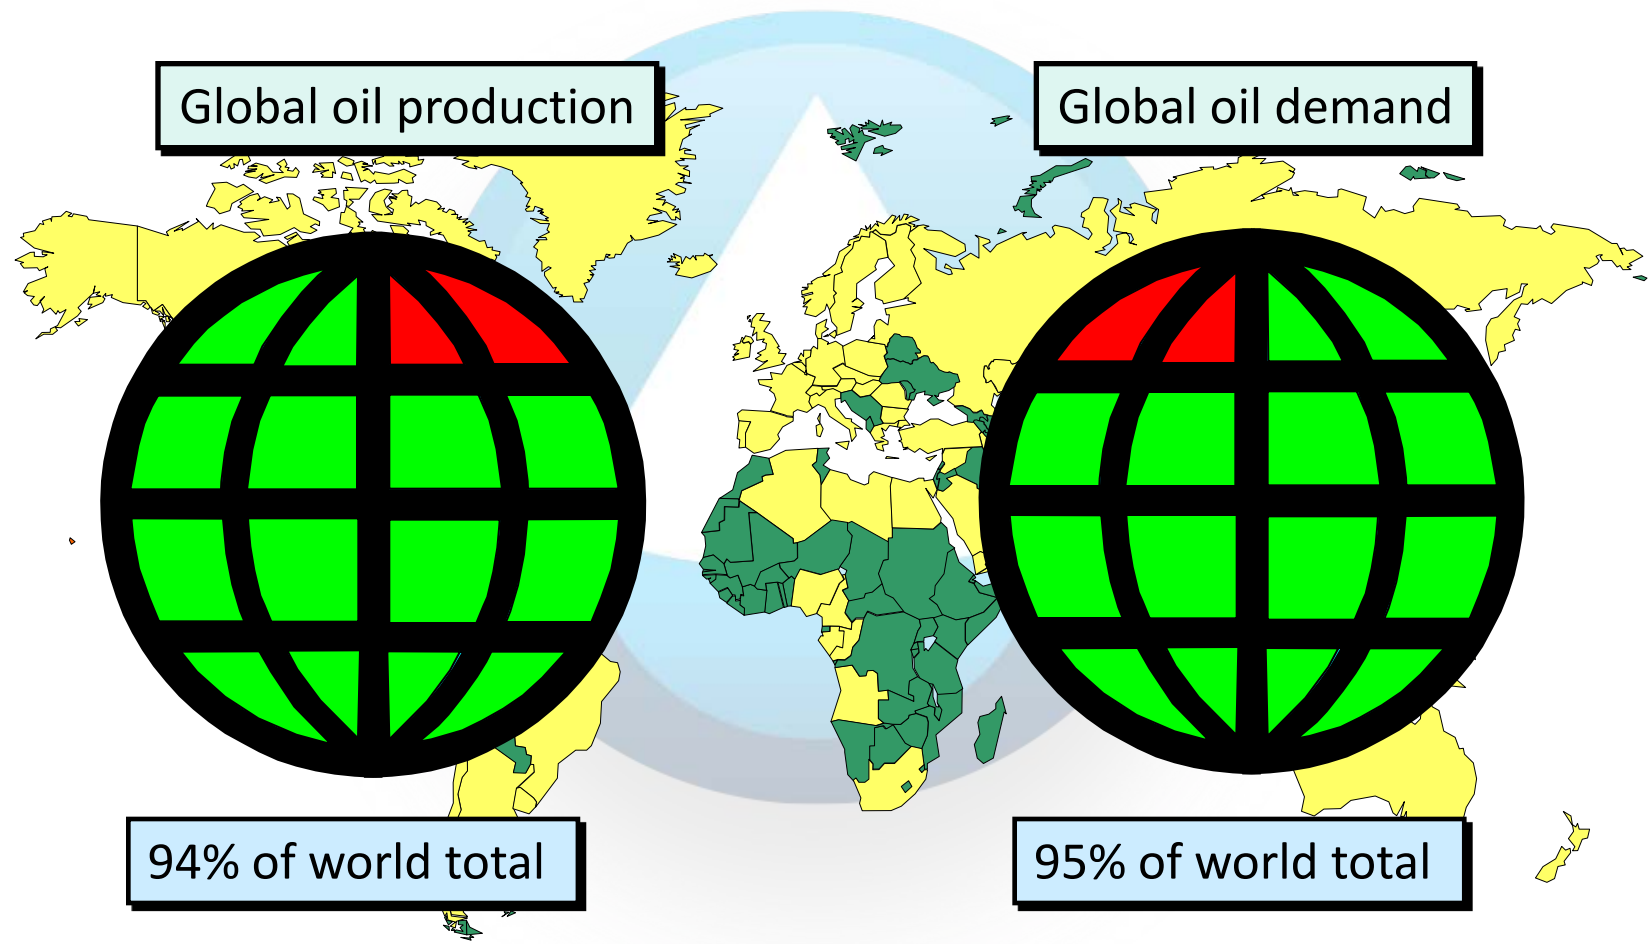 Global oil production
Global oil demand
94% of world total
95% of world total